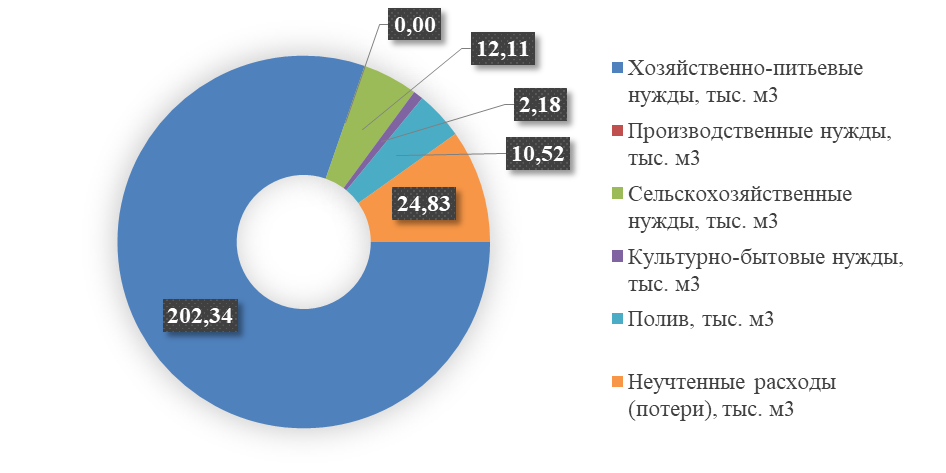 0,00
12,11
2,18
10,52
24,83
202,34
Хозяйственно-питьевые
нужды, тыс. м3
Производственные нужды,
тыс. м3
Сельскохозяйственные
нужды, тыс. м3
Культурно-бытовые нужды,
тыс. м3
Полив, тыс. м3
Неучтенные расходы
(потери), тыс. м3